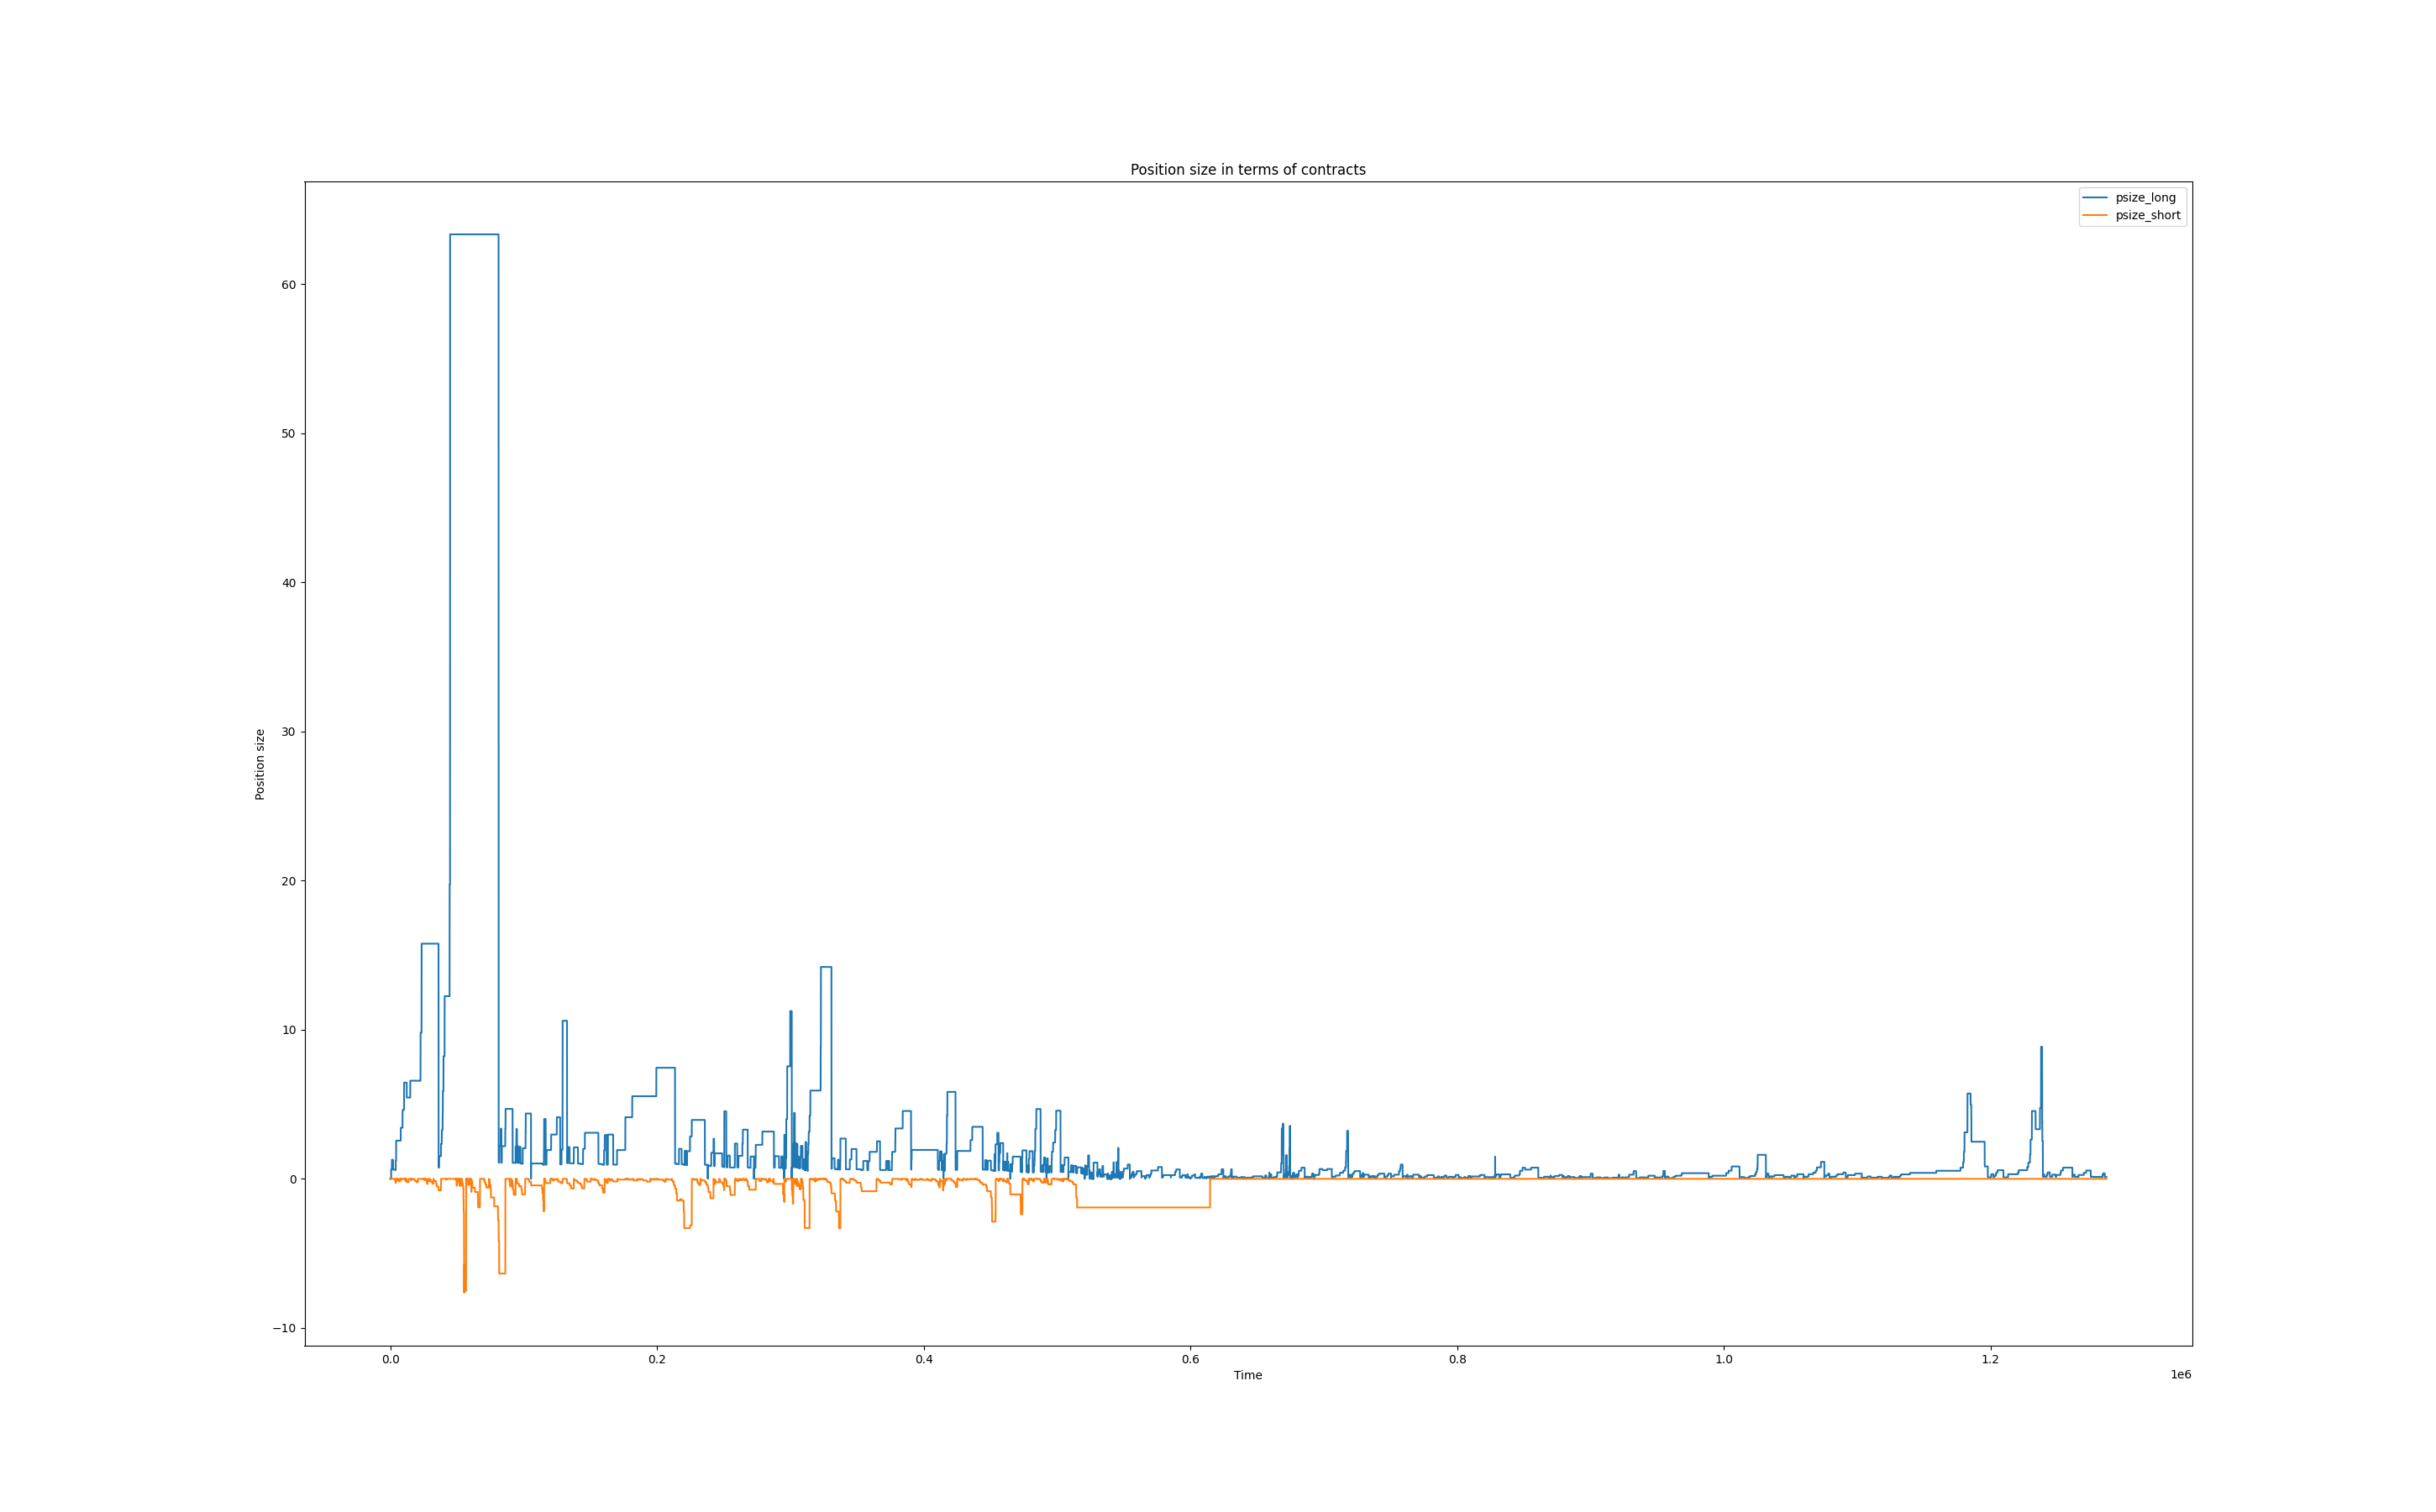 Position size in terms of contracts
psize_long
psize_short
60
50
40
30
20
10
0
−10
Position size
0.0 0.2 0.4 0.6 0.8 1.0 1.2
1e6
Time